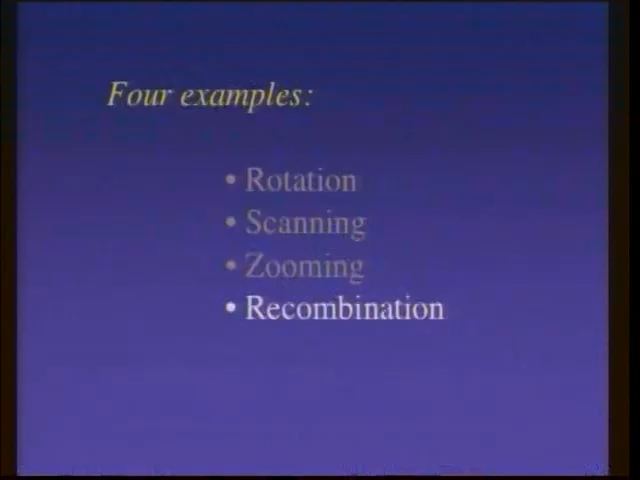 Four examples:
• Rotation
• Scanning
• Zooming
• Recombination